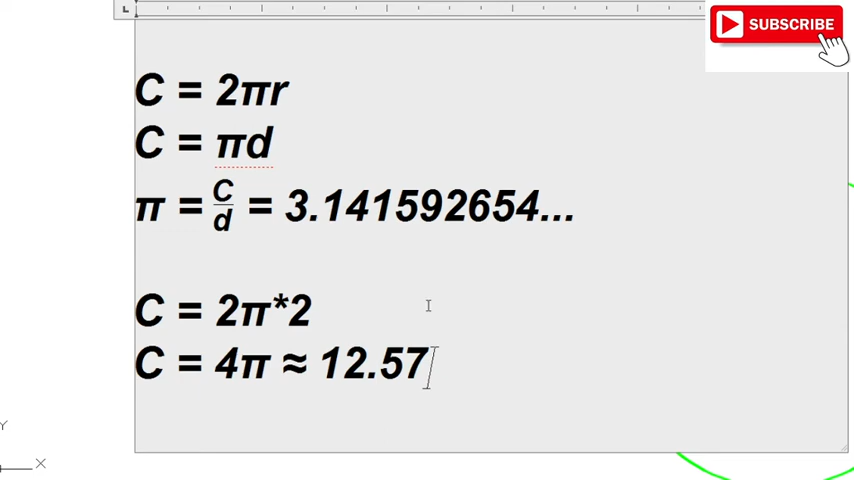 SUBSCRIBE
C = 2πr
C = πd
π = C/d = 3.141592654...
C = 2π*2
C = 4π ≈ 12.57
Y
X